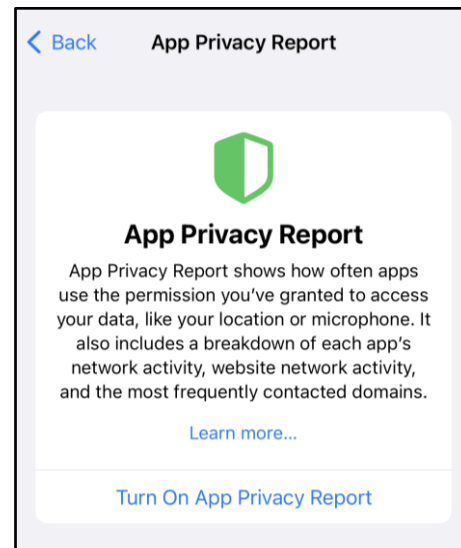 Back App Privacy Report
App Privacy Report
App Privacy Report shows how often apps
use the permission you’ve granted to access
your data, like your location or microphone. It
also includes a breakdown of each app’s
network activity, website network activity,
and the most frequently contacted domains.
Learn more...
Turn On App Privacy Report